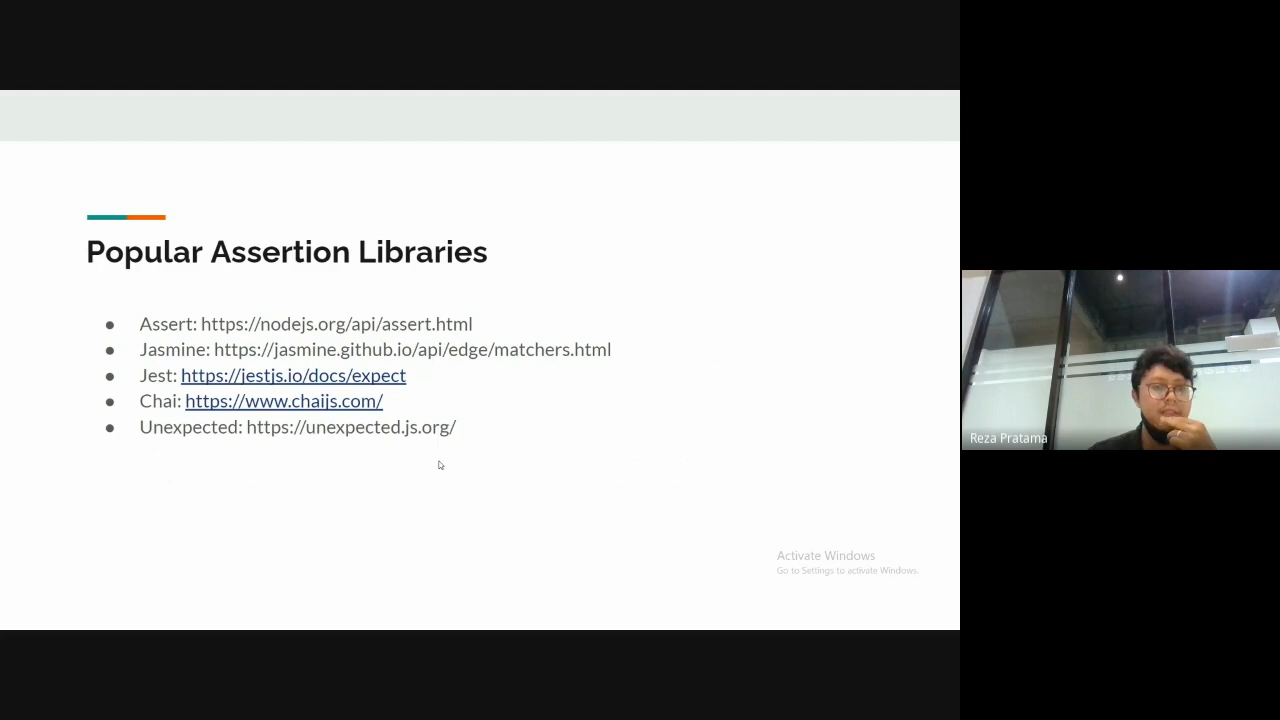 Popular Assertion Libraries
● Assert: https://nodejs.org/api/assert.html
● Jasmine: https://jasmine.github.io/api/edge/matchers.html
● Jest: https://jestjs.io/docs/expect
● Chai: https://www.chaijs.com/
● Unexpected: https://unexpected.js.org/
Activate Windows
Go to Settings to activate Windows.
Reza Pratama